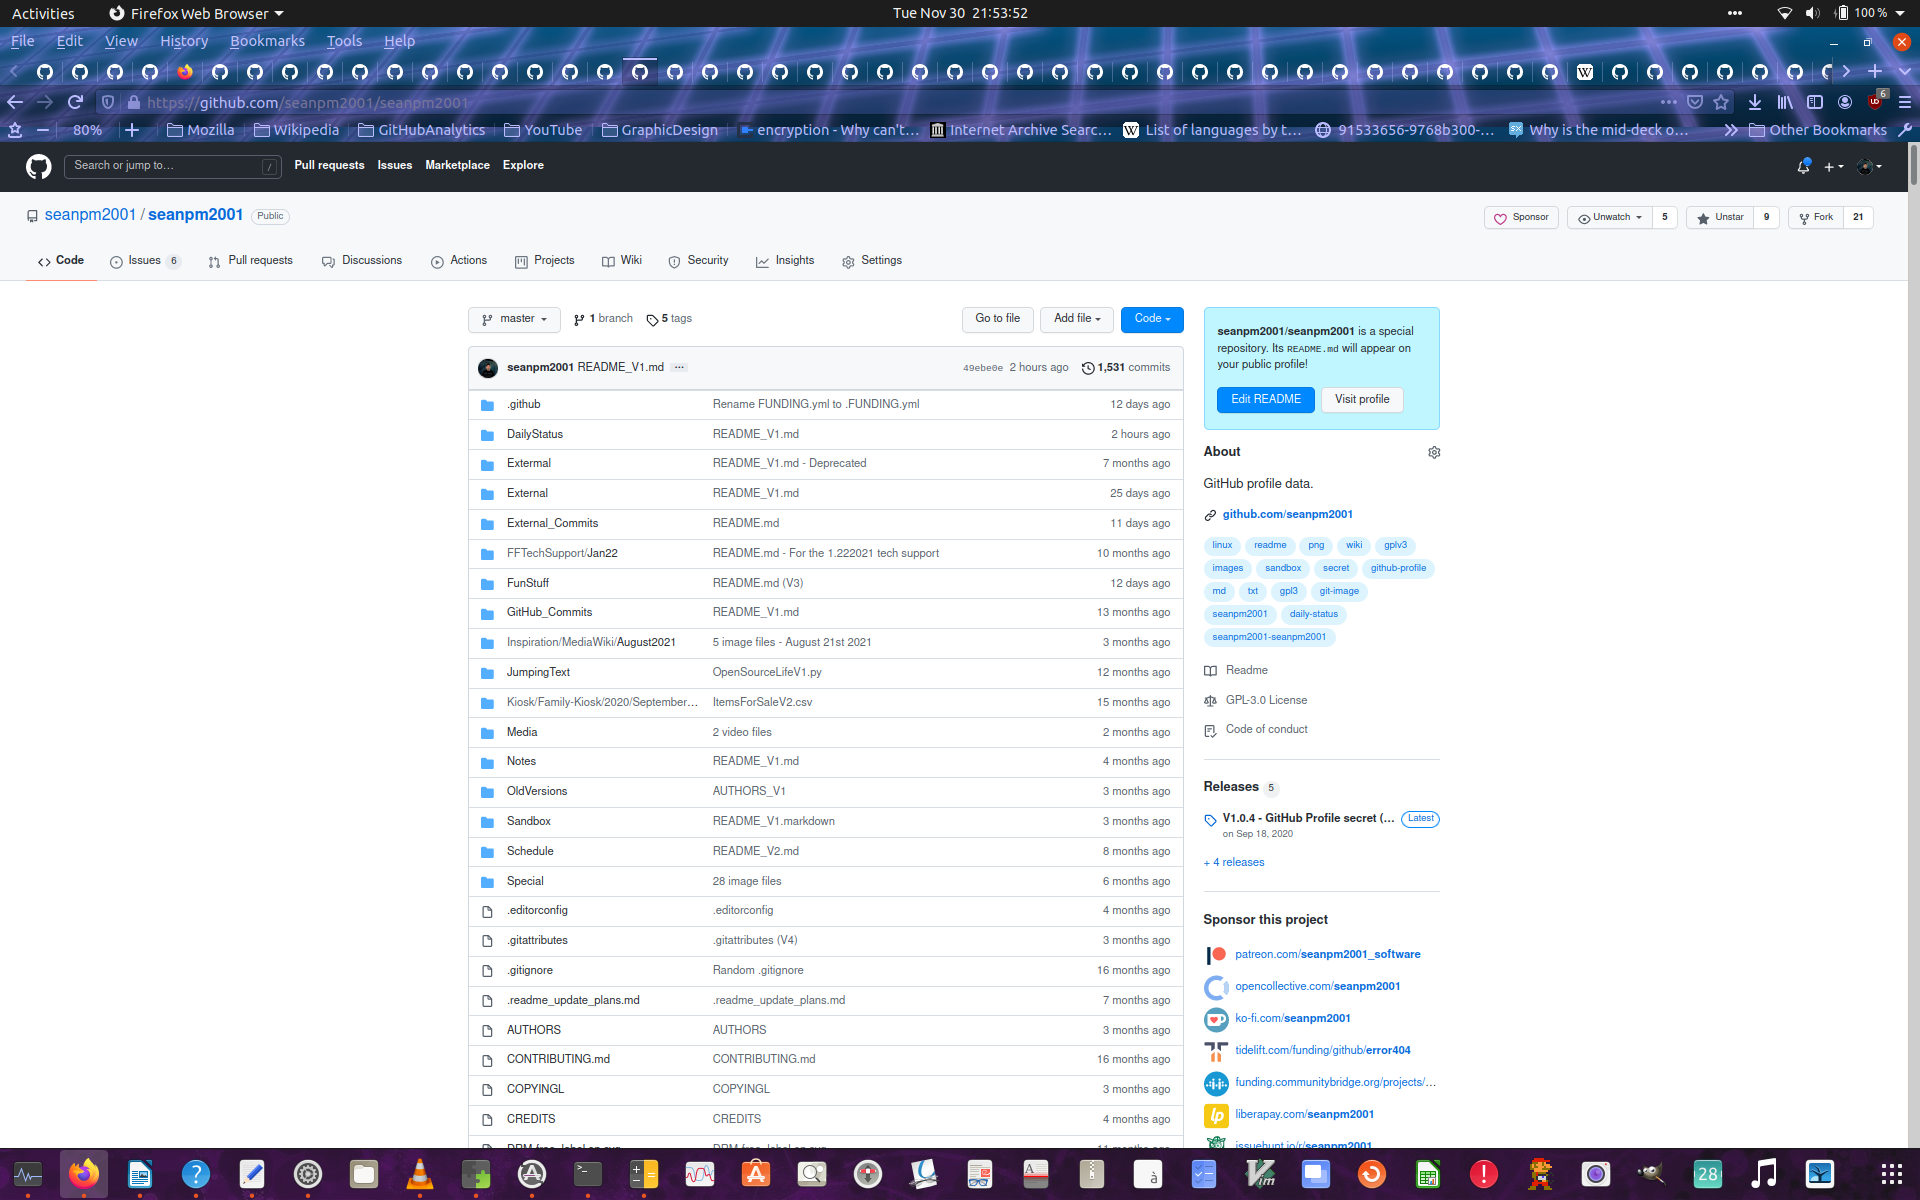 Activities Firefox Web Browser Tue Nov 30 21:53:52 100 %
File Edit View History Bookmarks Tools Help
https://github.com/seanpm2001/seanpm2001 6
80% Mozilla Wikipedia GitHubAnalytics YouTube GraphicDesign encryption - Why can't… Internet Archive Searc… List of languages by t… 91533656-9768b300-… Why is the mid-deck o… Other Bookmarks
Search or jump to… / Pull requests Issues Marketplace Explore
seanpm2001 / seanpm2001 Public Sponsor Unwatch 5 Unstar 9 Fork 21
Code Issues 6 Pull requests Discussions Actions Projects Wiki Security Insights Settings
master 1 branch 5 tags Go to file Add file Code
seanpm2001 README_V1.md ... 49ebe0e 2 hours ago 1,531 commits
.github Rename FUNDING.yml to .FUNDING.yml 12 days ago
DailyStatus README_V1.md 2 hours ago
Extermal README_V1.md - Deprecated 7 months ago
External README_V1.md 25 days ago
External_Commits README.md 11 days ago
FFTechSupport/Jan22 README.md - For the 1.222021 tech support 10 months ago
FunStuff README.md (V3) 12 days ago
GitHub_Commits README_V1.md 13 months ago
Inspiration/MediaWiki/August2021 5 image files - August 21st 2021 3 months ago
JumpingText OpenSourceLifeV1.py 12 months ago
Kiosk/Family-Kiosk/2020/September… ItemsForSaleV2.csv 15 months ago
Media 2 video files 2 months ago
Notes README_V1.md 4 months ago
OldVersions AUTHORS_V1 3 months ago
Sandbox README_V1.markdown 3 months ago
Schedule README_V2.md 8 months ago
Special 28 image files 6 months ago
.editorconfig .editorconfig 4 months ago
.gitattributes .gitattributes (V4) 3 months ago
.gitignore Random .gitignore 16 months ago
.readme_update_plans.md .readme_update_plans.md 7 months ago
AUTHORS AUTHORS 3 months ago
CONTRIBUTING.md CONTRIBUTING.md 16 months ago
COPYINGL COPYINGL 3 months ago
CREDITS CREDITS 4 months ago
seanpm2001/seanpm2001 is a special
repository. Its README.md will appear on
your public profile!
Edit README Visit profile
About
GitHub profile data.
github.com/seanpm2001
linux readme png wiki gplv3
images sandbox secret github-profile
md txt gpl3 git-image
seanpm2001 daily-status
seanpm2001-seanpm2001
Readme
GPL-3.0 License
Code of conduct
Releases 5
V1.0.4 - GitHub Profile secret (… Latest
on Sep 18, 2020
+ 4 releases
Sponsor this project
patreon.com/seanpm2001_software
opencollective.com/seanpm2001
ko-fi.com/seanpm2001
tidelift.com/funding/github/error404
funding.communitybridge.org/projects/…
liberapay.com/seanpm2001
issuehunt.io/r/seanpm2001
28